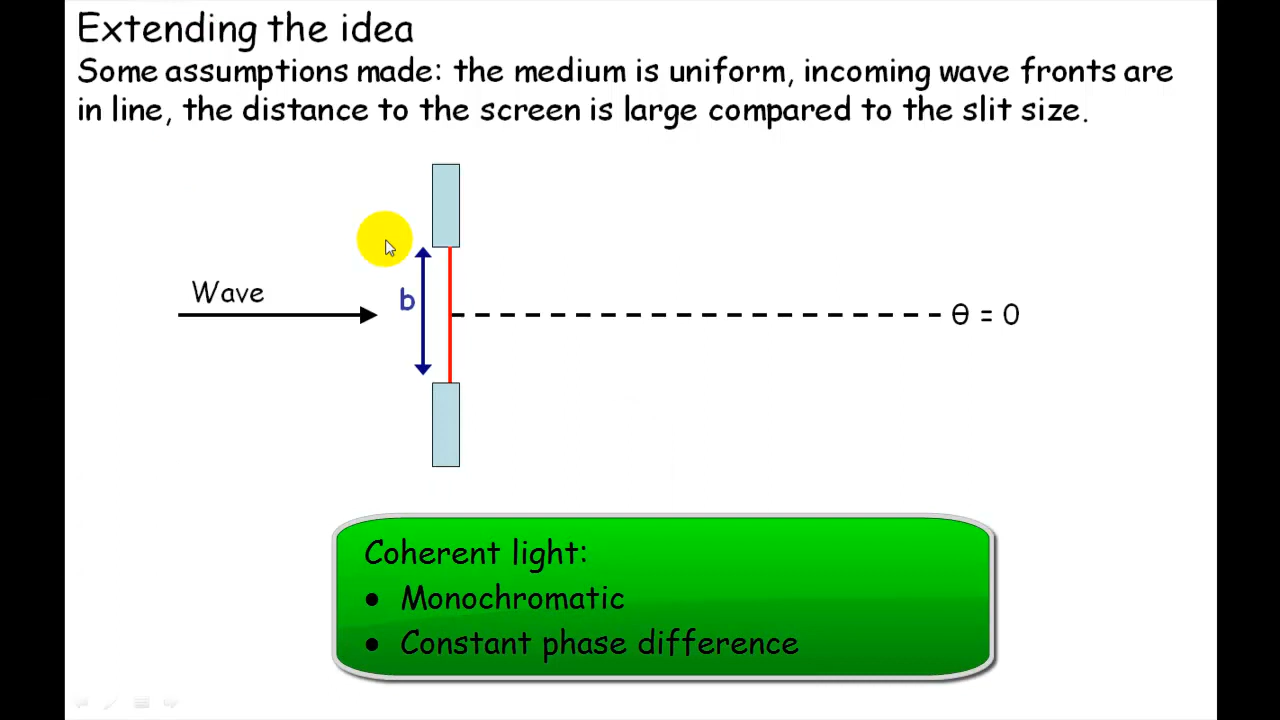 Extending the idea
Some assumptions made: the medium is uniform, incoming wave fronts are
in line, the distance to the screen is large compared to the slit size.
Wave
b
θ = 0
Coherent light:
• Monochromatic
• Constant phase difference